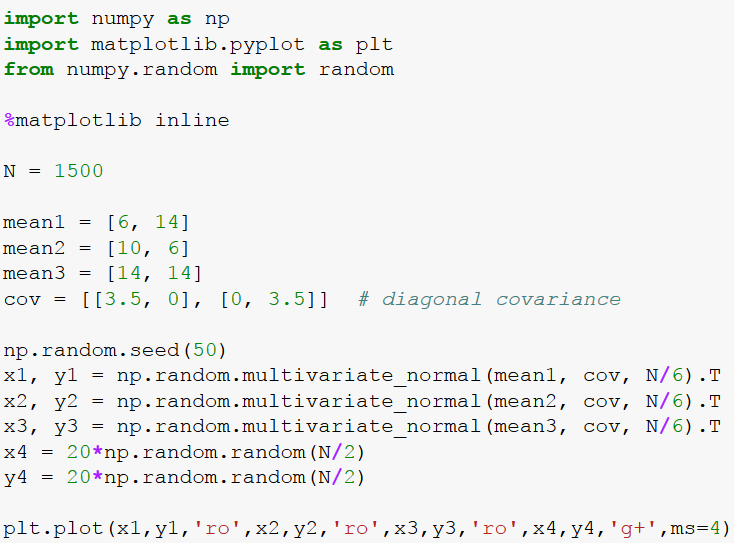 import numpy as np
import matplotlib.pyplot as plt
from numpy.random import random
%matplotlib inline
N = 1500
mean1 = [6, 14]
mean2 = [10, 6]
mean3 = [14, 14]
cov = [[3.5, 0], [0, 3.5]]  # diagonal covariance
np.random.seed(50)
x1, y1 = np.random.multivariate_normal(mean1, cov, N/6).T
x2, y2 = np.random.multivariate_normal(mean2, cov, N/6).T
x3, y3 = np.random.multivariate_normal(mean3, cov, N/6).T
x4 = 20*np.random.random(N/2)
y4 = 20*np.random.random(N/2)
plt.plot(x1,y1,'ro',x2,y2,'ro',x3,y3,'ro',x4,y4,'g+',ms=4)